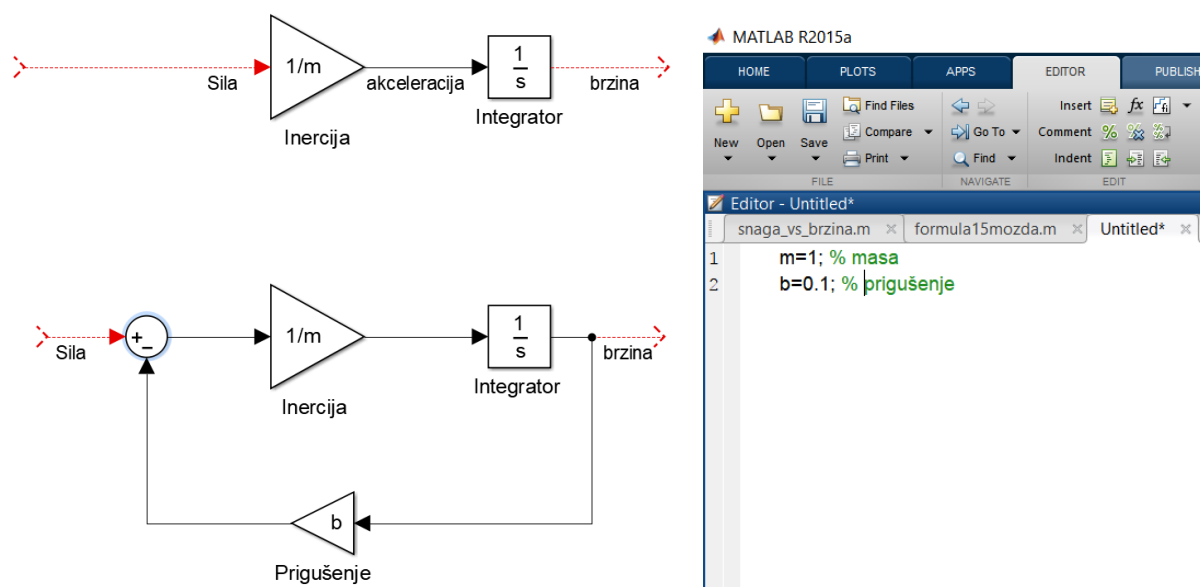 Sila
1/m
akceleracija
1
s
brzina
Inercija
Integrator
Sila
+
−
1/m
1
s
brzina
Inercija
Integrator
b
Prigušenje
MATLAB R2015a
HOME PLOTS APPS EDITOR PUBLISH
New Open Save
Find Files
Compare
Print
Go To
Find
Insert fx fi
Comment % % %
Indent
FILE NAVIGATE EDIT
Editor - Untitled*
snaga_vs_brzina.m × formula15mozda.m × Untitled* ×
1 m=1; % masa
2 b=0.1; % prigušenje